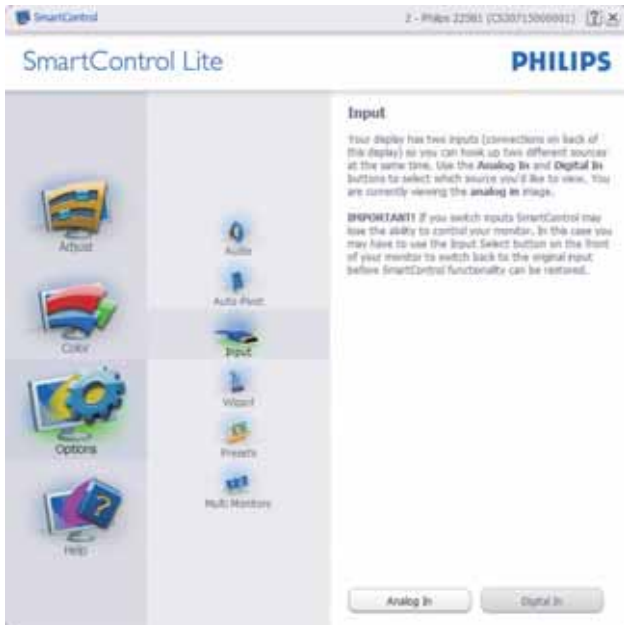 SmartControl
2 - Philips 225B1
SmartControl Lite
PHILIPS
Input
Your display has two inputs (connections on back of
this display) so you can hook up two different sources
at the same time. Use the Analog In and Digital In
buttons to select which source you'd like to view. You
are currently viewing the analog in image.
IMPORTANT! If you switch inputs SmartControl may
lose the ability to control your monitor. In this case you
may have to use the Input Select button on the front
of your monitor to switch back to the original input
before SmartControl functionality can be restored.
Adjust
Color
Options
Help
Audio
Auto Pivot
Input
Wizard
Presets
Multi Monitors
Analog In
Digital In